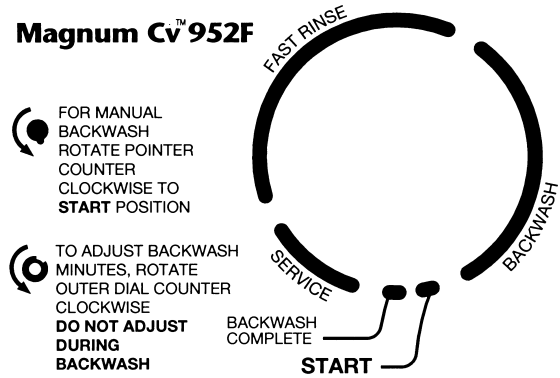 Magnum Cv™ 952F
FAST RINSE
FOR MANUAL
BACKWASH
ROTATE POINTER
COUNTER
CLOCKWISE TO
START POSITION
BACKWASH
TO ADJUST BACKWASH
MINUTES, ROTATE
OUTER DIAL COUNTER
CLOCKWISE
DO NOT ADJUST
DURING
BACKWASH
SERVICE
BACKWASH
COMPLETE
START